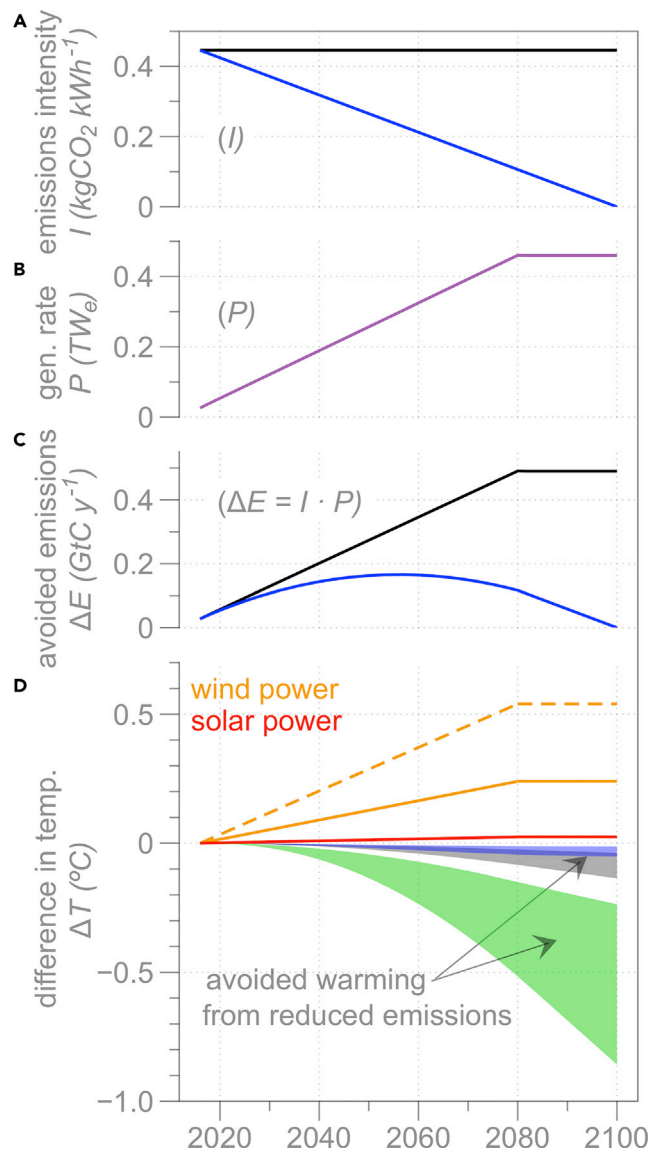 A
emissions intensity
I (kgCO₂ kWh⁻¹)
0.4
0.2
0
(I)
B
gen. rate
P (TWₑ)
0.4
0.2
0
(P)
C
avoided emissions
ΔE (GtC y⁻¹)
0.4
0.2
0
(ΔE = I · P)
D
difference in temp.
ΔT (ºC)
wind power
solar power
0.5
0
−0.5
−1.0
avoided warming
from reduced emissions
2020 2040 2060 2080 2100